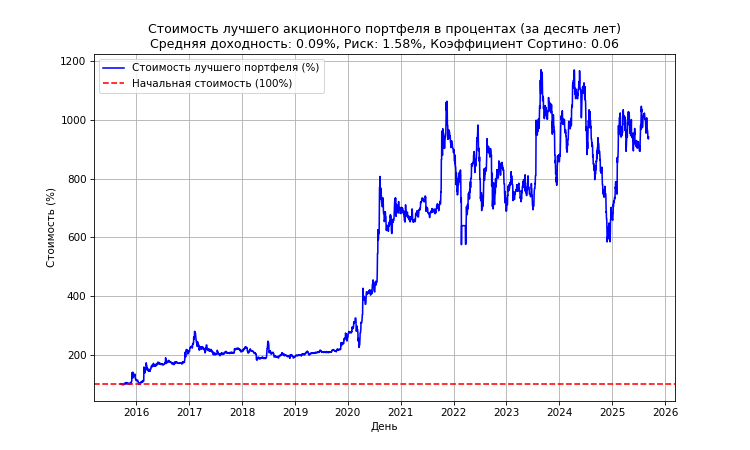 Стоимость лучшего акционного портфеля в процентах (за десять лет)
Средняя доходность: 0.09%, Риск: 1.58%, Коэффициент Сортино: 0.06
Стоимость лучшего портфеля (%)
Начальная стоимость (100%)
Стоимость (%)
1200
1000
800
600
400
200
2016 2017 2018 2019 2020 2021 2022 2023 2024 2025 2026
День